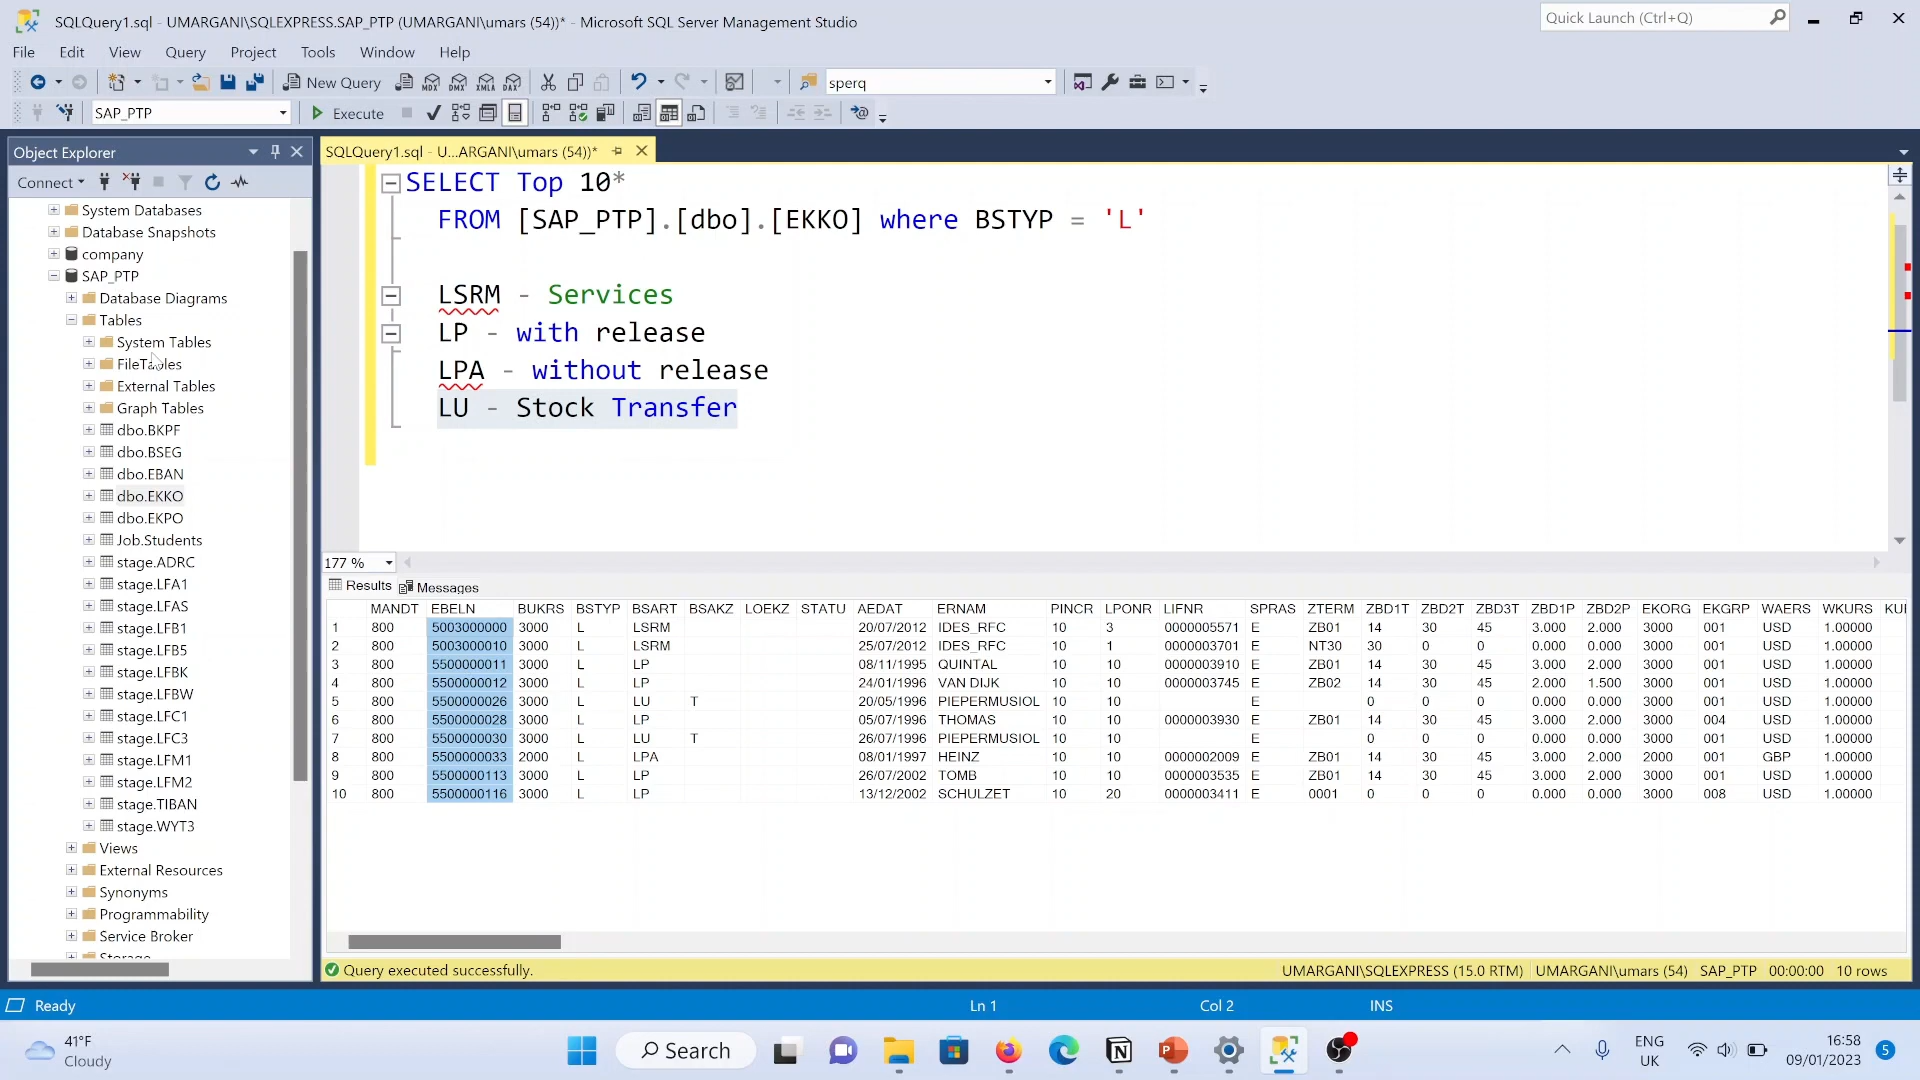 SQLQuery1.sql - UMARGANI\SQLEXPRESS.SAP_PTP (UMARGANI\umars (54))* - Microsoft SQL Server Management Studio
Quick Launch (Ctrl+Q)
File Edit View Query Project Tools Window Help
New Query MDX DMX XMLA DAX sperq
SAP_PTP Execute
Object Explorer
SQLQuery1.sql - U...ARGANI\umars (54))*
Connect
System Databases
Database Snapshots
company
SAP_PTP
Database Diagrams
Tables
System Tables
FileTables
External Tables
Graph Tables
dbo.BKPF
dbo.BSEG
dbo.EBAN
dbo.EKKO
dbo.EKPO
Job.Students
stage.ADRC
stage.LFA1
stage.LFAS
stage.LFB1
stage.LFB5
stage.LFBK
stage.LFBW
stage.LFC1
stage.LFC3
stage.LFM1
stage.LFM2
stage.TIBAN
stage.WYT3
Views
External Resources
Synonyms
Programmability
Service Broker
Storage
SELECT Top 10*
FROM [SAP_PTP].[dbo].[EKKO] where BSTYP = 'L'
LSRM - Services
LP - with release
LPA - without release
LU - Stock Transfer
177 %
Results Messages
MANDT EBELN BUKRS BSTYP BSART BSAKZ LOEKZ STATU AEDAT ERNAM PINCR LPONR LIFNR SPRAS ZTERM ZBD1T ZBD2T ZBD3T ZBD1P ZBD2P EKORG EKGRP WAERS WKURS
1 800 5003000000 3000 L LSRM 20/07/2012 IDES_RFC 10 3 0000005571 E ZB01 14 30 45 3.000 2.000 3000 001 USD 1.00000
2 800 5003000010 3000 L LSRM 25/07/2012 IDES_RFC 10 1 0000003701 E NT30 30 0 0 0.000 0.000 3000 001 USD 1.00000
3 800 5500000011 3000 L LP 08/11/1995 QUINTAL 10 10 0000003910 E ZB01 14 30 45 3.000 2.000 3000 001 USD 1.00000
4 800 5500000012 3000 L LP 24/01/1996 VAN DIJK 10 10 0000003745 E ZB02 14 30 45 2.000 1.500 3000 001 USD 1.00000
5 800 5500000026 3000 L LU T 20/05/1996 PIEPERMUSIOL 10 10 E 0 0 0 0.000 0.000 3000 001 USD 1.00000
6 800 5500000028 3000 L LP 05/07/1996 THOMAS 10 10 0000003930 E ZB01 14 30 45 3.000 2.000 3000 004 USD 1.00000
7 800 5500000030 3000 L LU T 26/07/1996 PIEPERMUSIOL 10 10 E 0 0 0 0.000 0.000 3000 001 USD 1.00000
8 800 5500000033 2000 L LPA 08/01/1997 HEINZ 10 10 0000002009 E ZB01 14 30 45 3.000 2.000 2000 001 GBP 1.00000
9 800 5500000113 3000 L LP 26/07/2002 TOMB 10 10 0000003535 E ZB01 14 30 45 3.000 2.000 3000 001 USD 1.00000
10 800 5500000116 3000 L LP 13/12/2002 SCHULZET 10 20 0000003411 E 0001 0 0 0 0.000 0.000 3000 008 USD 1.00000
Query executed successfully. UMARGANI\SQLEXPRESS (15.0 RTM) UMARGANI\umars (54) SAP_PTP 00:00:00 10 rows
Ready Ln 1 Col 2 INS
41°F
Cloudy
Search
ENG
UK
16:58
09/01/2023
5